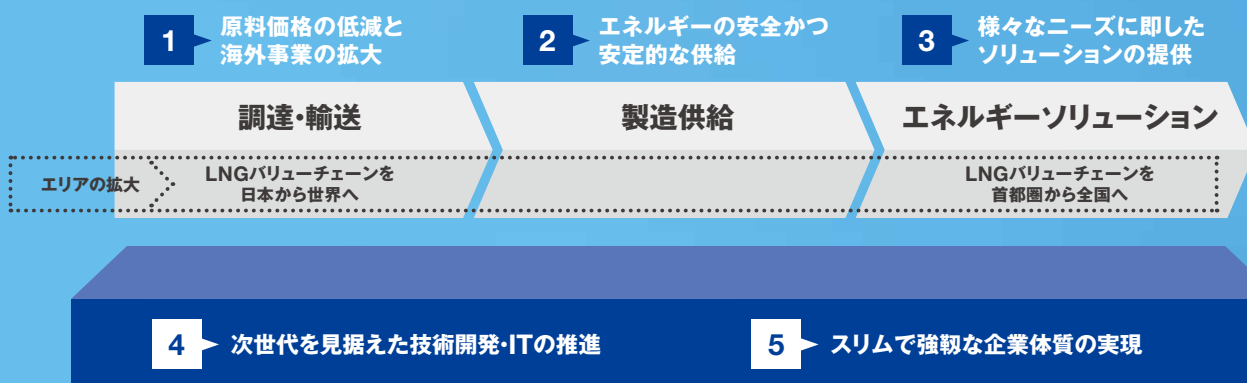 1
原料価格の低減と
海外事業の拡大
2
エネルギーの安全かつ
安定的な供給
3
様々なニーズに即した
ソリューションの提供
調達・輸送
製造供給
エネルギーソリューション
エリアの拡大
LNGバリューチェーンを
日本から世界へ
LNGバリューチェーンを
首都圏から全国へ
4
次世代を見据えた技術開発・ITの推進
5
スリムで強靱な企業体質の実現